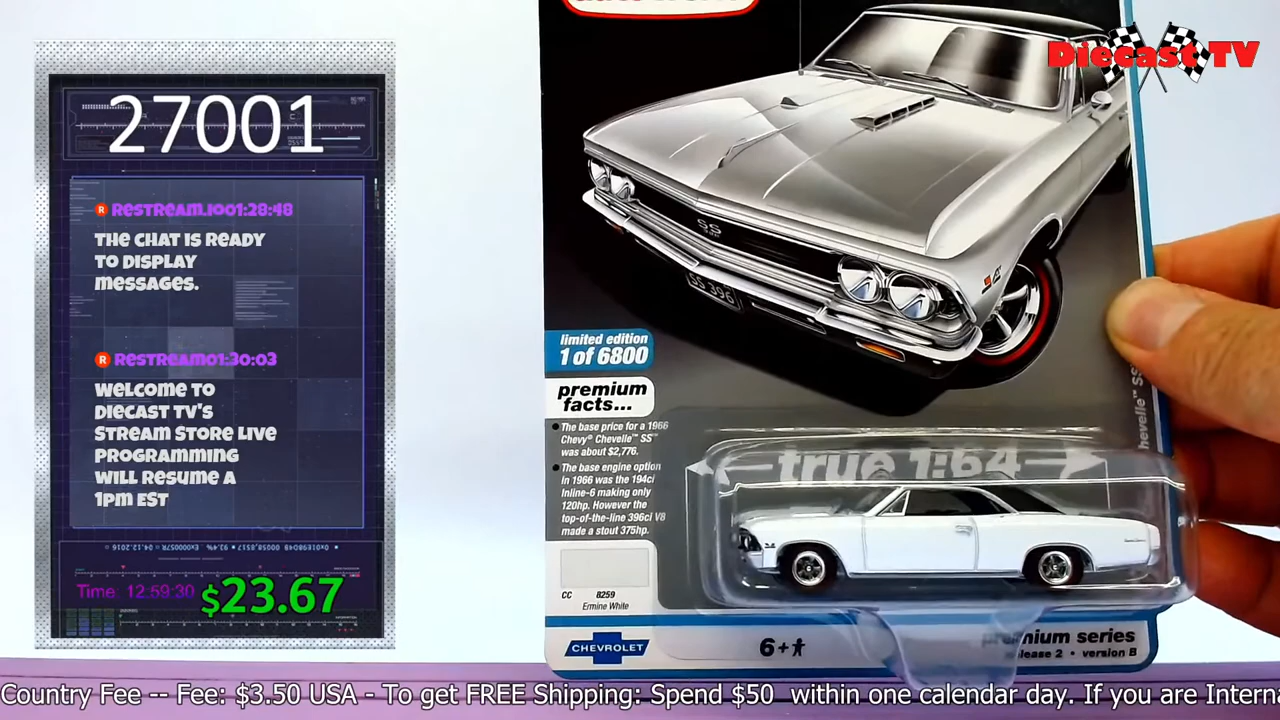 27001
Restream.io01:28:48
THE CHAT IS READY
TO DISPLAY
MESSAGES.
Restream01:30:03
WELCOME TO
DIECAST TV'S
STREAM STORE LIVE
PROGRAMMING
WILL RESUME A
1PM EST
Time 12:59:30
$23.67
Diecast TV
SS
SS 396
limited edition
1 of 6800
premium
facts...
• The base price for a 1966
Chevy® Chevelle™ SS™
was about $2,776.
• The base engine option
in 1966 was the 194ci
Inline-6 making only
120hp. However the
top-of-the-line 396ci V8
made a stout 375hp.
true 1:64
CC 8259
Ermine White
CHEVROLET
6+
premium series
release 2 • version B
Country Fee -- Fee: $3.50 USA - To get FREE Shipping: Spend $50 within one calendar day. If you are Intern